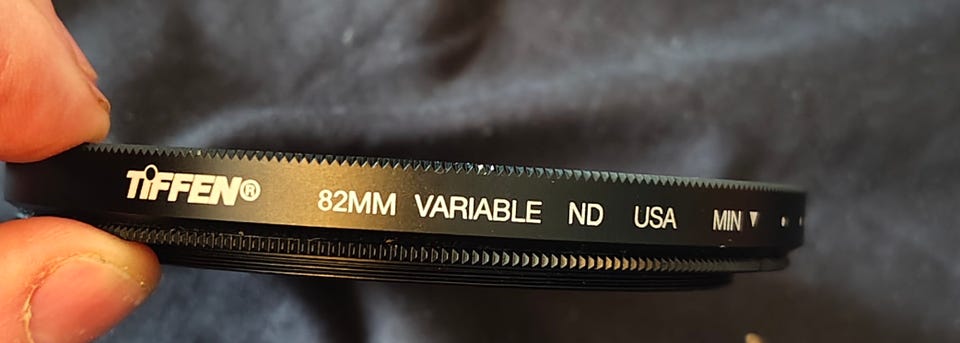 TiFFEN® 82MM VARIABLE ND USA MIN ▼